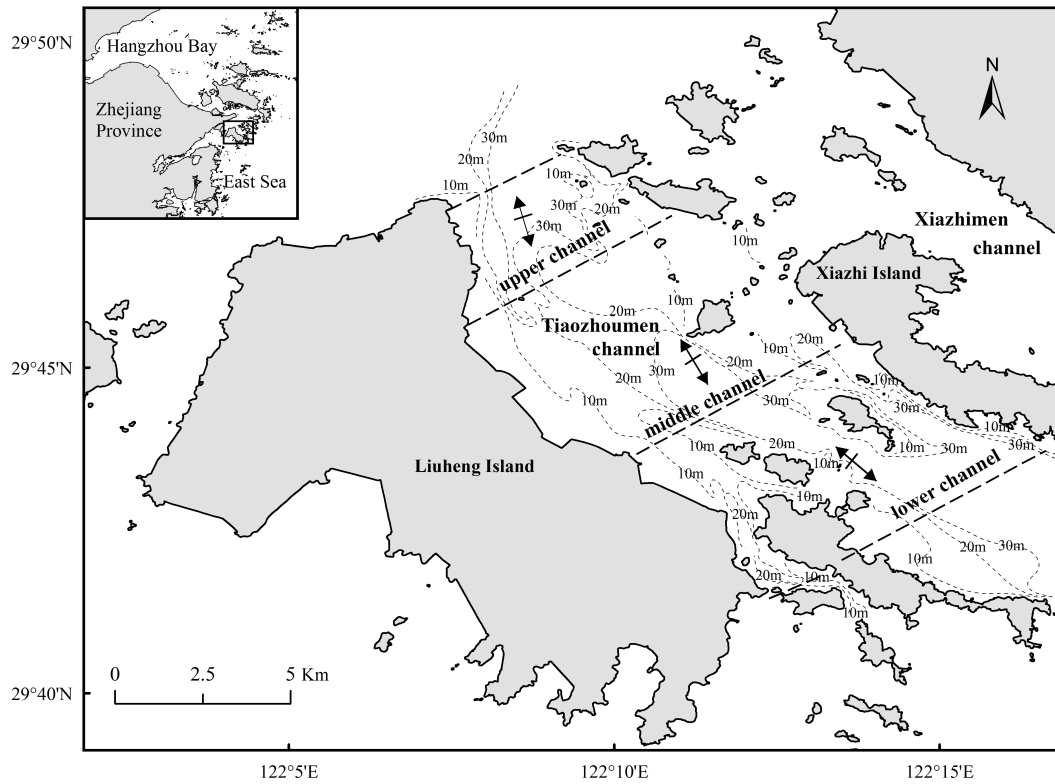 29°50'N
29°45'N
29°40'N
122°5'E
122°10'E
122°15'E
Hangzhou Bay
Zhejiang
Province
East Sea
N
Xiazhimen
channel
Xiazhi Island
30m
20m
10m
10m
30m
20m
30m
upper channel
10m
10m
20m
Tiaozhoumen
channel
20m
10m
20m
30m
20m
10m
30m
middle channel
10m
30m
10m
30m
30m
20m
10m
10m
10m
10m
20m
lower channel
Liuheng Island
10m
20m
30m
10m
20m
10m
10m
0
2.5
5 Km